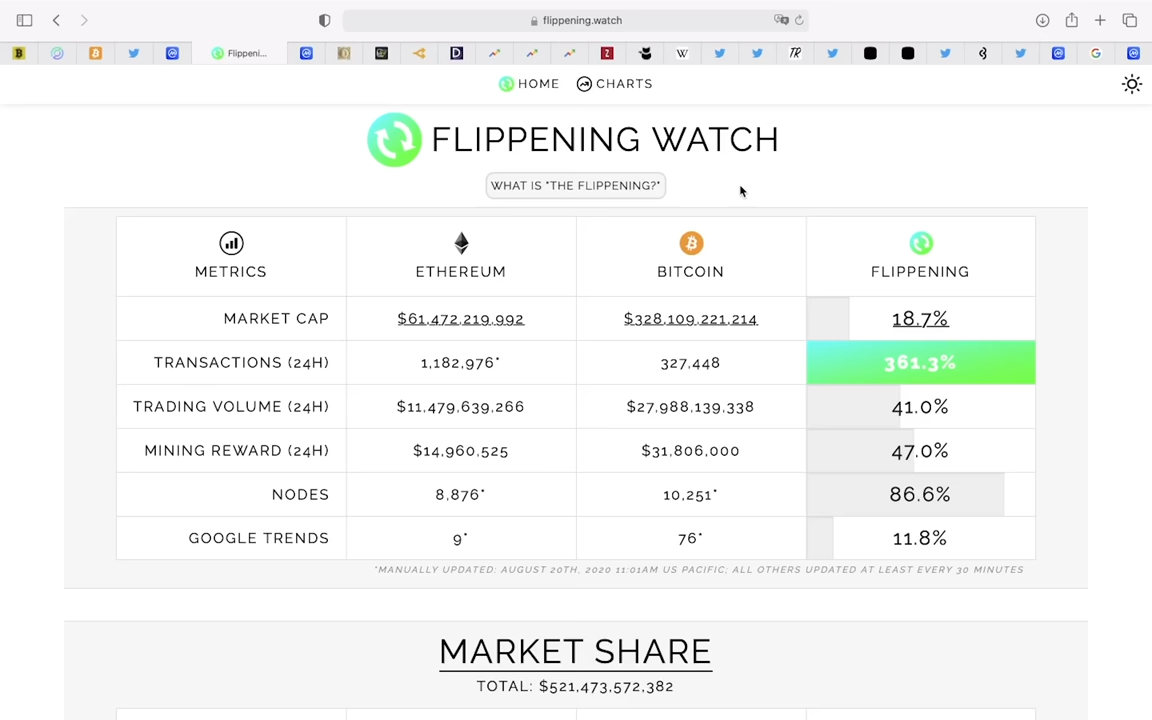 flippening.watch
Flippeni...
HOME CHARTS
FLIPPENING WATCH
WHAT IS "THE FLIPPENING?"
METRICS ETHEREUM BITCOIN FLIPPENING
MARKET CAP $61,472,219,992 $328,109,221,214 18.7%
TRANSACTIONS (24H) 1,182,976* 327,448 361.3%
TRADING VOLUME (24H) $11,479,639,266 $27,988,139,338 41.0%
MINING REWARD (24H) $14,960,525 $31,806,000 47.0%
NODES 8,876* 10,251* 86.6%
GOOGLE TRENDS 9* 76* 11.8%
*MANUALLY UPDATED: AUGUST 20TH, 2020 11:01AM US PACIFIC; ALL OTHERS UPDATED AT LEAST EVERY 30 MINUTES
MARKET SHARE
TOTAL: $521,473,572,382